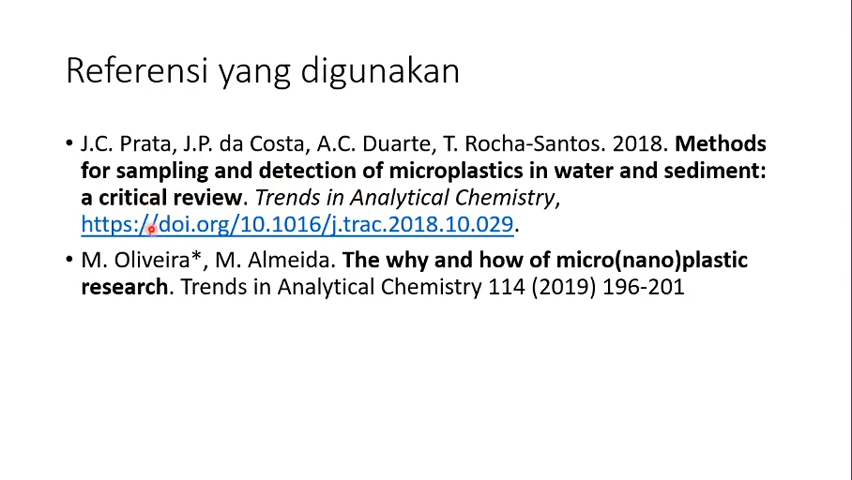 Referensi yang digunakan
• J.C. Prata, J.P. da Costa, A.C. Duarte, T. Rocha-Santos. 2018. Methods
for sampling and detection of microplastics in water and sediment:
a critical review. Trends in Analytical Chemistry,
https://doi.org/10.1016/j.trac.2018.10.029.
• M. Oliveira*, M. Almeida. The why and how of micro(nano)plastic
research. Trends in Analytical Chemistry 114 (2019) 196-201